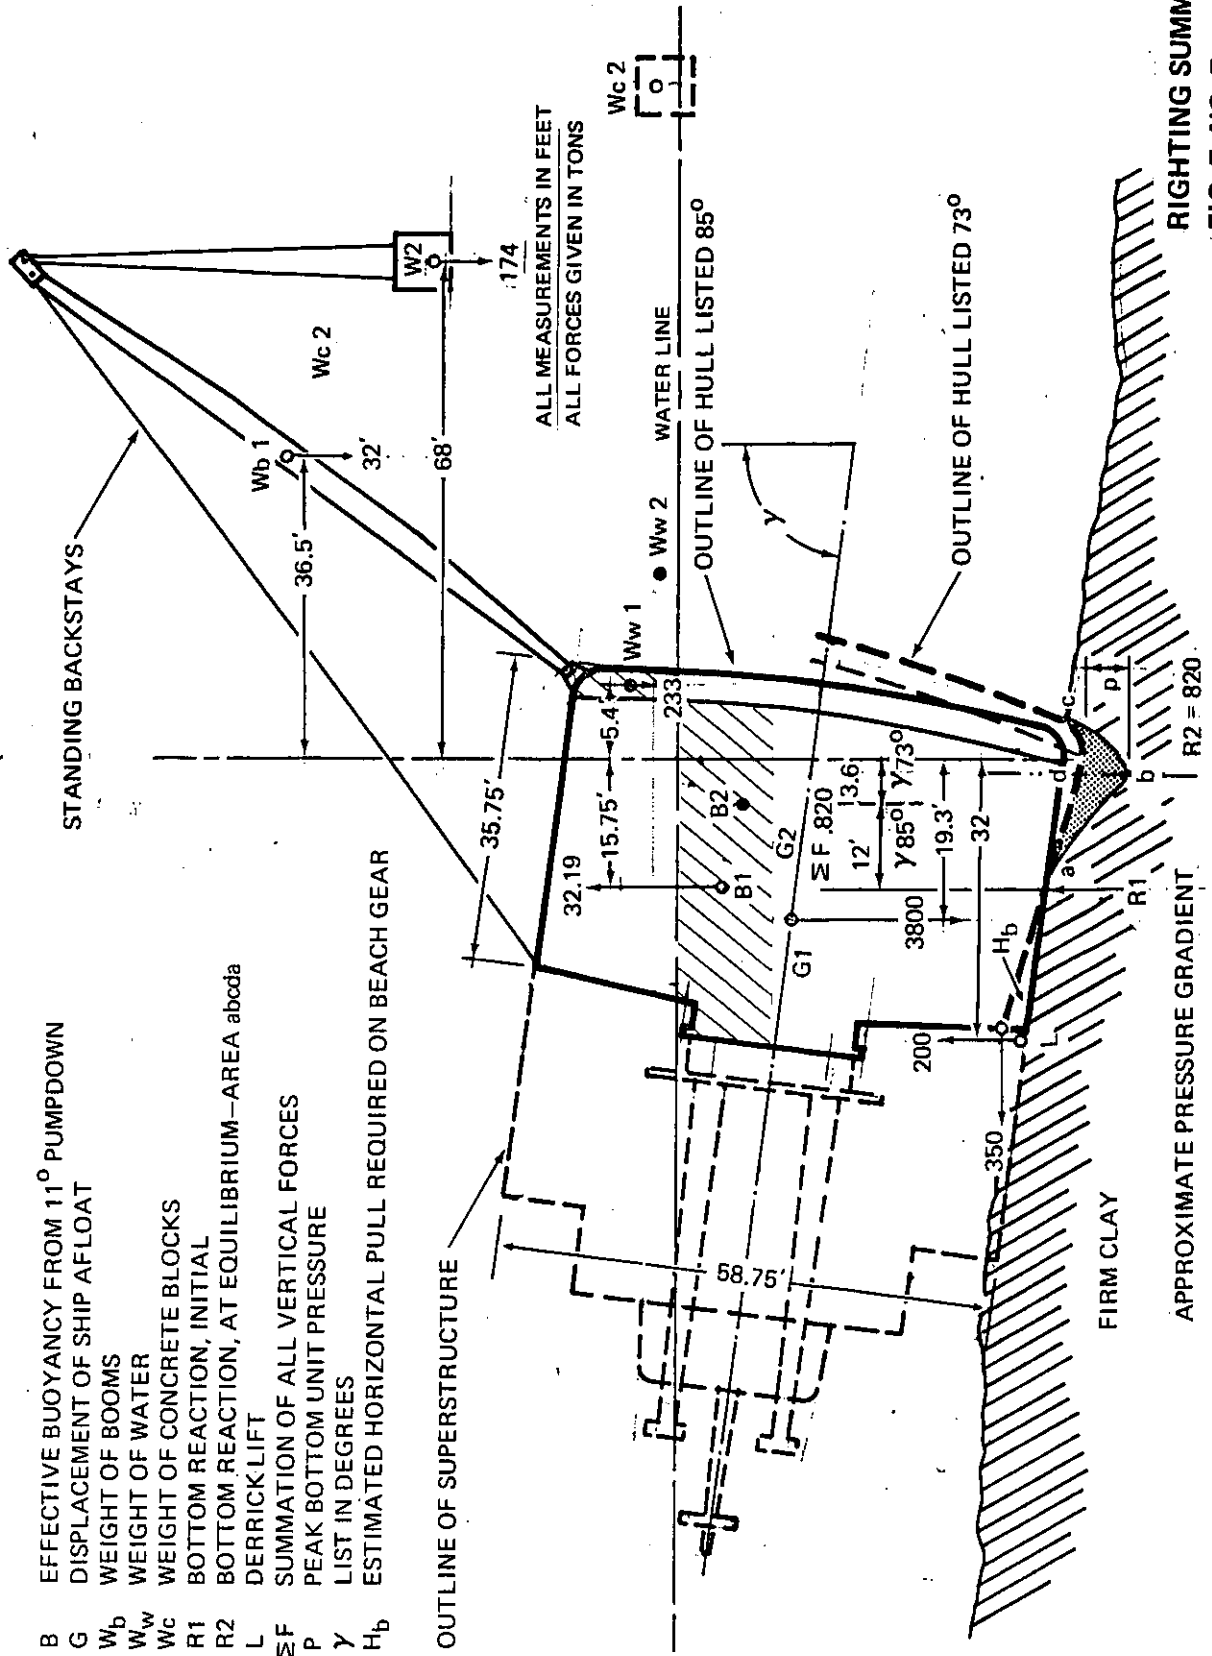 B EFFECTIVE BUOYANCY FROM 11° PUMPDOWN
G DISPLACEMENT OF SHIP AFLOAT
Wb WEIGHT OF BOOMS
Ww WEIGHT OF WATER
Wc WEIGHT OF CONCRETE BLOCKS
R1 BOTTOM REACTION, INITIAL
R2 BOTTOM REACTION, AT EQUILIBRIUM—AREA abcda
L DERRICK LIFT
≥F SUMMATION OF ALL VERTICAL FORCES
P PEAK BOTTOM UNIT PRESSURE
γ LIST IN DEGREES
Hb ESTIMATED HORIZONTAL PULL REQUIRED ON BEACH GEAR
STANDING BACKSTAYS
Wb 1
36.5'
32'
Wc 2
W2
174
68'
ALL MEASUREMENTS IN FEET
ALL FORCES GIVEN IN TONS
Wc 2
WATER LINE
Ww 2
OUTLINE OF HULL LISTED 85°
γ
OUTLINE OF HULL LISTED 73°
35.75'
Ww 1
5.4
233
15.75'
32.19
B1
B2
G2
G1
≥F .820
13.6
γ 73°
12'
γ 85°
19.3'
32
3800
OUTLINE OF SUPERSTRUCTURE
58.75'
200
350
Hb
L
R1
a
b
c
d
p
R2 = 820
FIRM CLAY
APPROXIMATE PRESSURE GRADIENT
RIGHTING SUMM